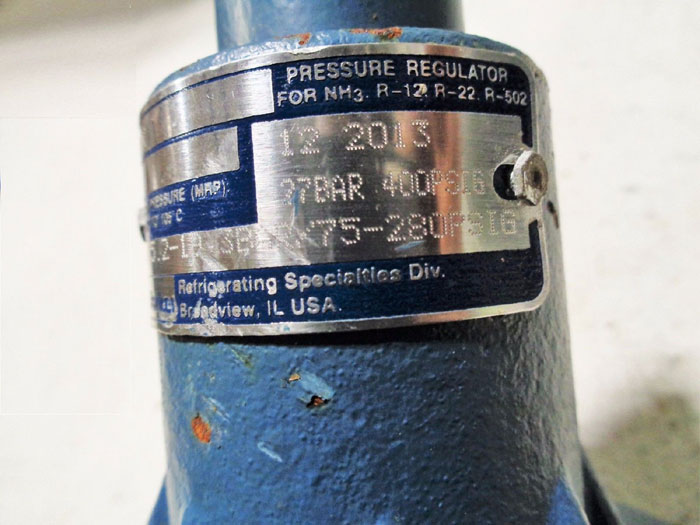 PRESSURE REGULATOR
FOR NH3. R-12. R-22. R-502
12 2013
PRESSURE (MRP) 27BAR 400PSIG
105°C
75-280PSIG
Refrigerating Specialties Div.
Broadview, IL USA.